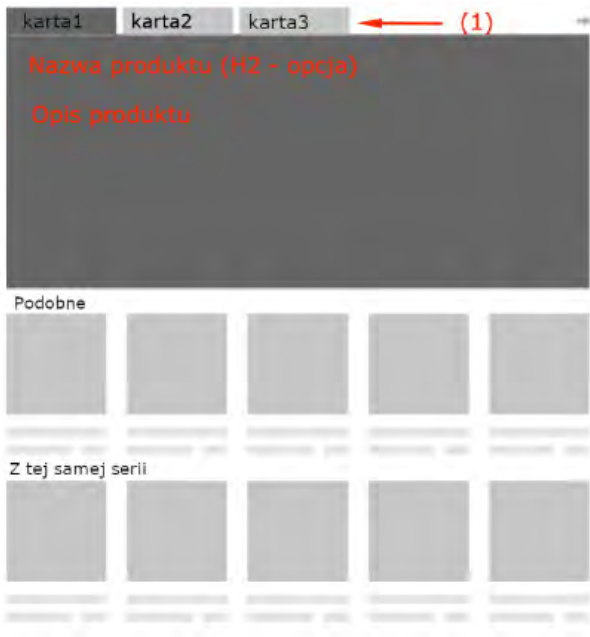 karta1 karta2 karta3 (1)
Nazwa produktu (H2 - opcja)
Opis produktu
Podobne
Z tej samej serii